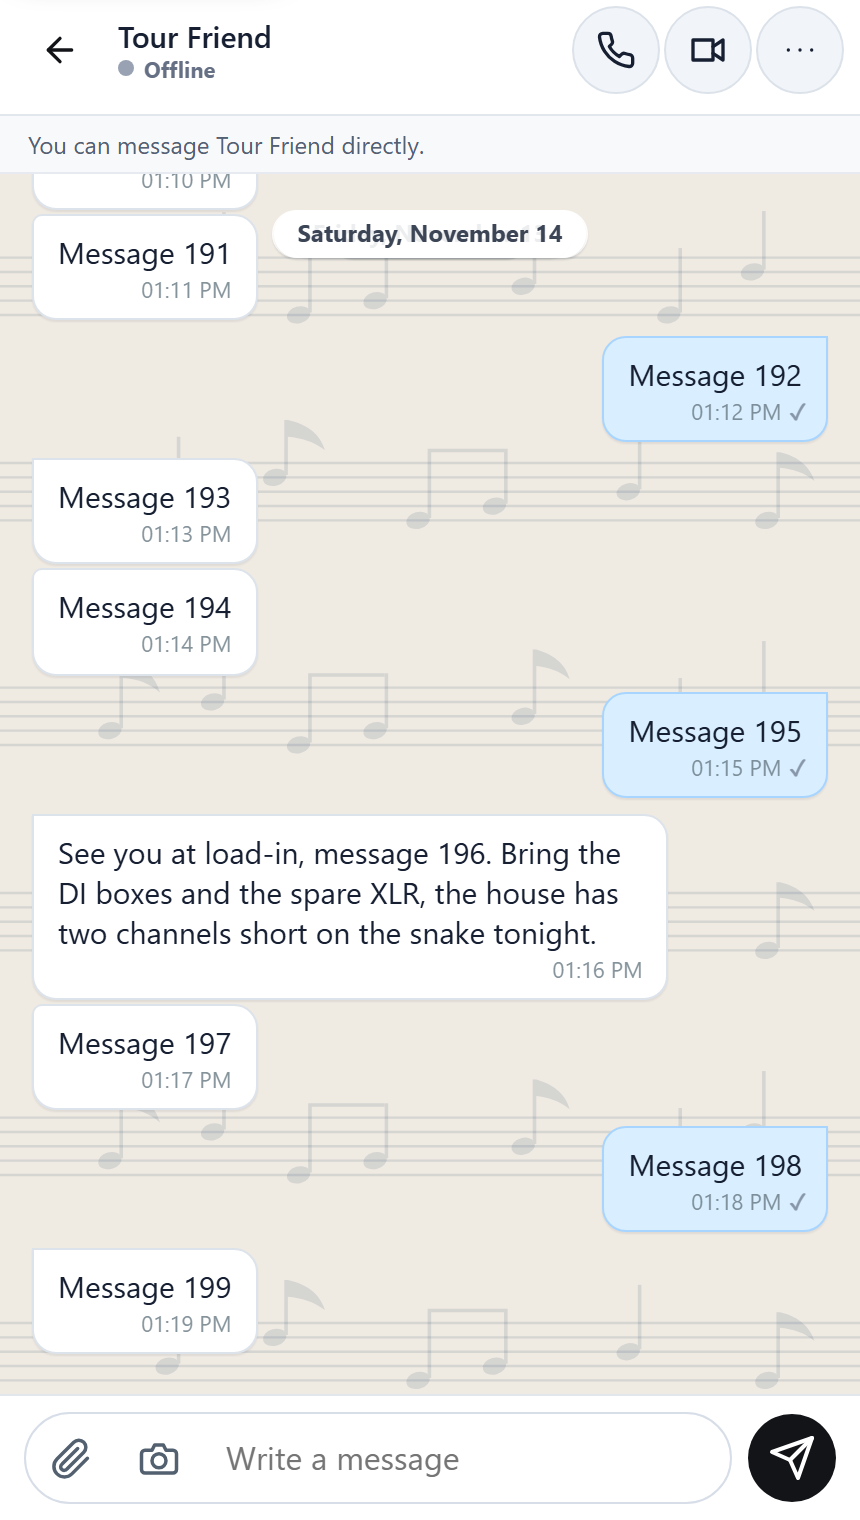 Tour Friend
Offline
You can message Tour Friend directly.
01:10 PM
Saturday, November 14
Message 191
01:11 PM
Message 192
01:12 PM ✓
Message 193
01:13 PM
Message 194
01:14 PM
Message 195
01:15 PM ✓
See you at load-in, message 196. Bring the
DI boxes and the spare XLR, the house has
two channels short on the snake tonight.
01:16 PM
Message 197
01:17 PM
Message 198
01:18 PM ✓
Message 199
01:19 PM
Write a message